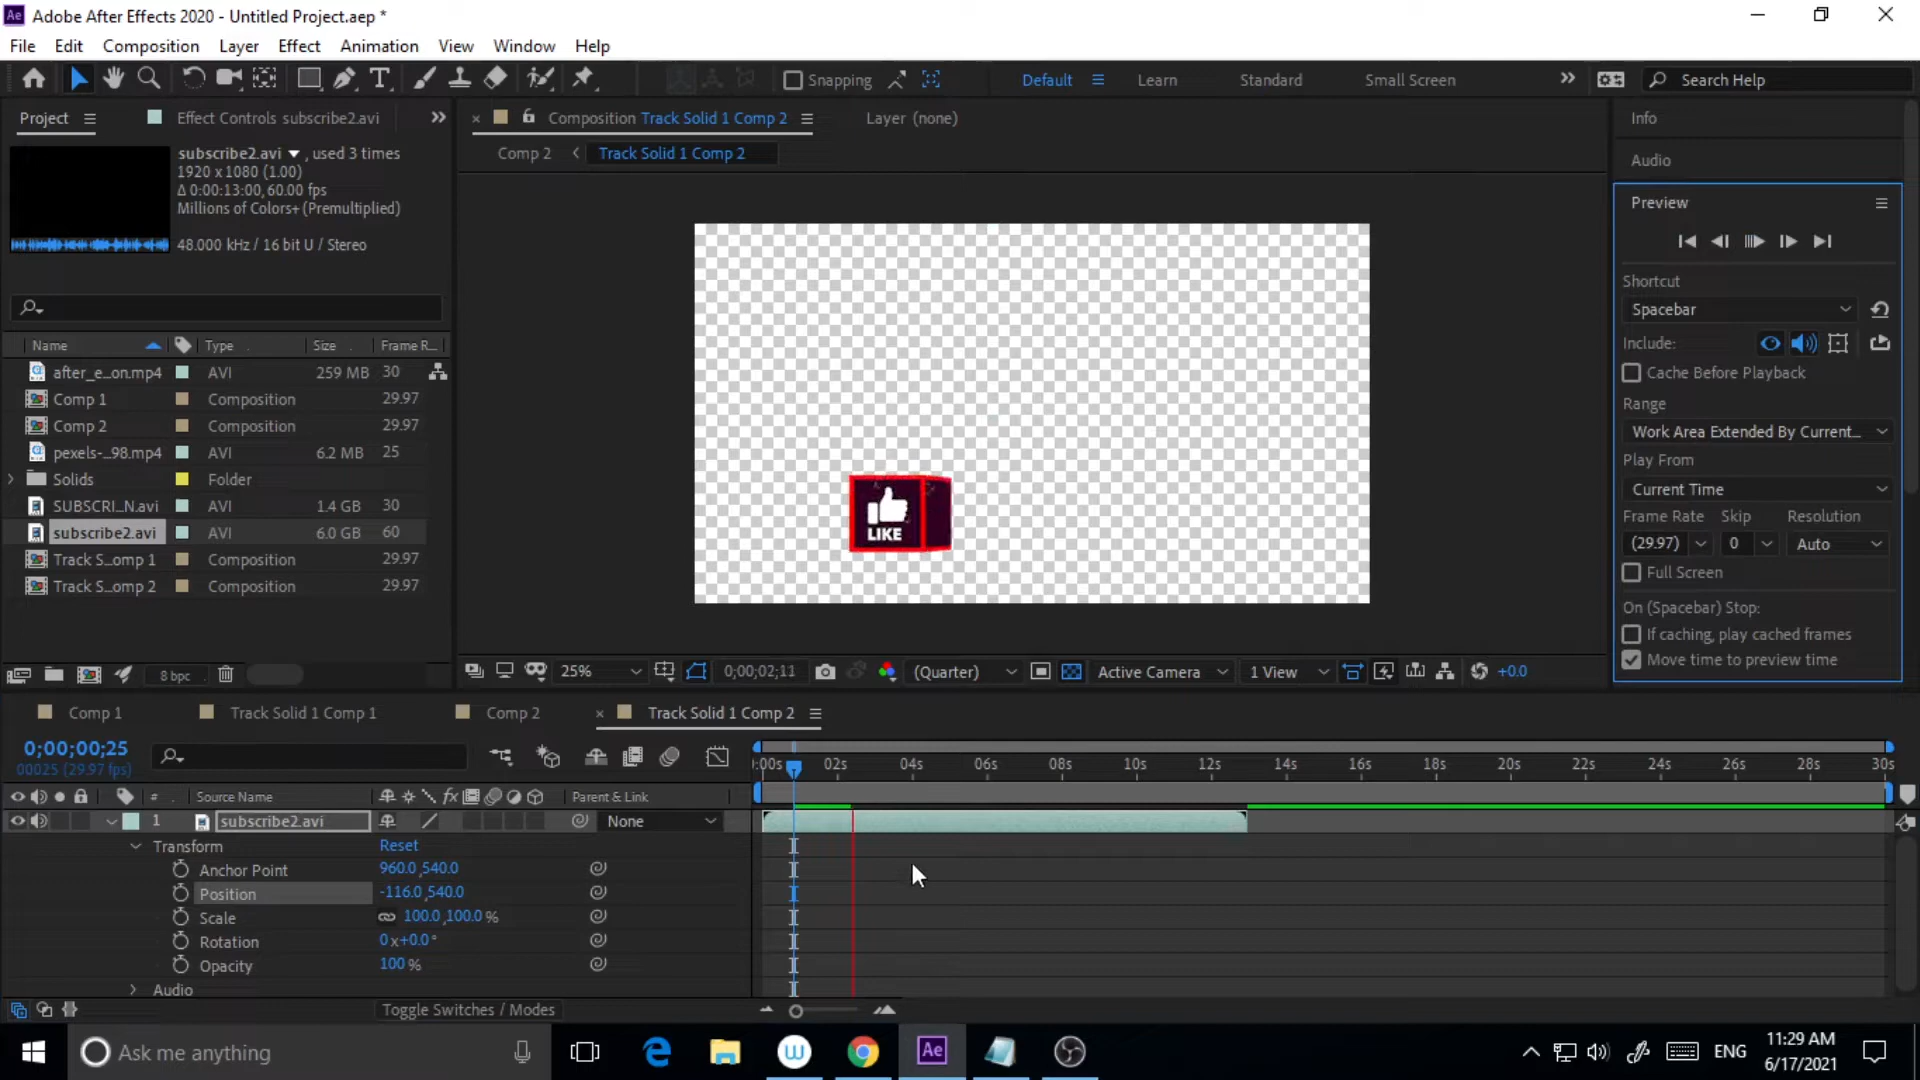 Ae Adobe After Effects 2020 - Untitled Project.aep *
File Edit Composition Layer Effect Animation View Window Help
Snapping Default Learn Standard Small Screen Search Help
Project Effect Controls subscribe2.avi
subscribe2.avi , used 3 times
1920 x 1080 (1.00)
Δ 0:00:13:00, 60.00 fps
Millions of Colors+ (Premultiplied)
48.000 kHz / 16 bit U / Stereo
Name Type Size Frame R...
after_e...on.mp4 AVI 259 MB 30
Comp 1 Composition 29.97
Comp 2 Composition 29.97
pexels-...98.mp4 AVI 6.2 MB 25
Solids Folder
SUBSCRI...N.avi AVI 1.4 GB 30
subscribe2.avi AVI 6.0 GB 60
Track S...omp 1 Composition 29.97
Track S...omp 2 Composition 29.97
8 bpc
Composition Track Solid 1 Comp 2 Layer (none)
Comp 2 Track Solid 1 Comp 2
LIKE
25% 0;00;02;11 (Quarter) Active Camera 1 View +0.0
Info
Audio
Preview
Shortcut
Spacebar
Include:
Cache Before Playback
Range
Work Area Extended By Current...
Play From
Current Time
Frame Rate Skip Resolution
(29.97) 0 Auto
Full Screen
On (Spacebar) Stop:
If caching, play cached frames
Move time to preview time
Comp 1 Track Solid 1 Comp 1 Comp 2 Track Solid 1 Comp 2
0;00;00;25
00025 (29.97 fps)
:00s 02s 04s 06s 08s 10s 12s 14s 16s 18s 20s 22s 24s 26s 28s 30s
# Source Name fx Parent & Link
1 subscribe2.avi None
Transform Reset
Anchor Point 960.0,540.0
Position -116.0,540.0
Scale 100.0,100.0 %
Rotation 0x+0.0°
Opacity 100 %
Audio
Toggle Switches / Modes
Ask me anything Ae ENG 11:29 AM
6/17/2021